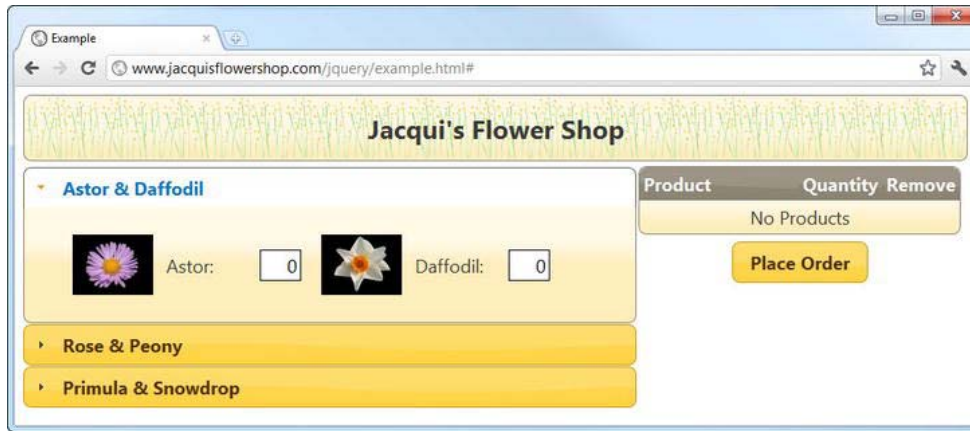 Example
www.jacquisflowershop.com/jquery/example.html#
Jacqui's Flower Shop
Astor & Daffodil
Astor: 0 Daffodil: 0
Rose & Peony
Primula & Snowdrop
Product Quantity Remove
No Products
Place Order